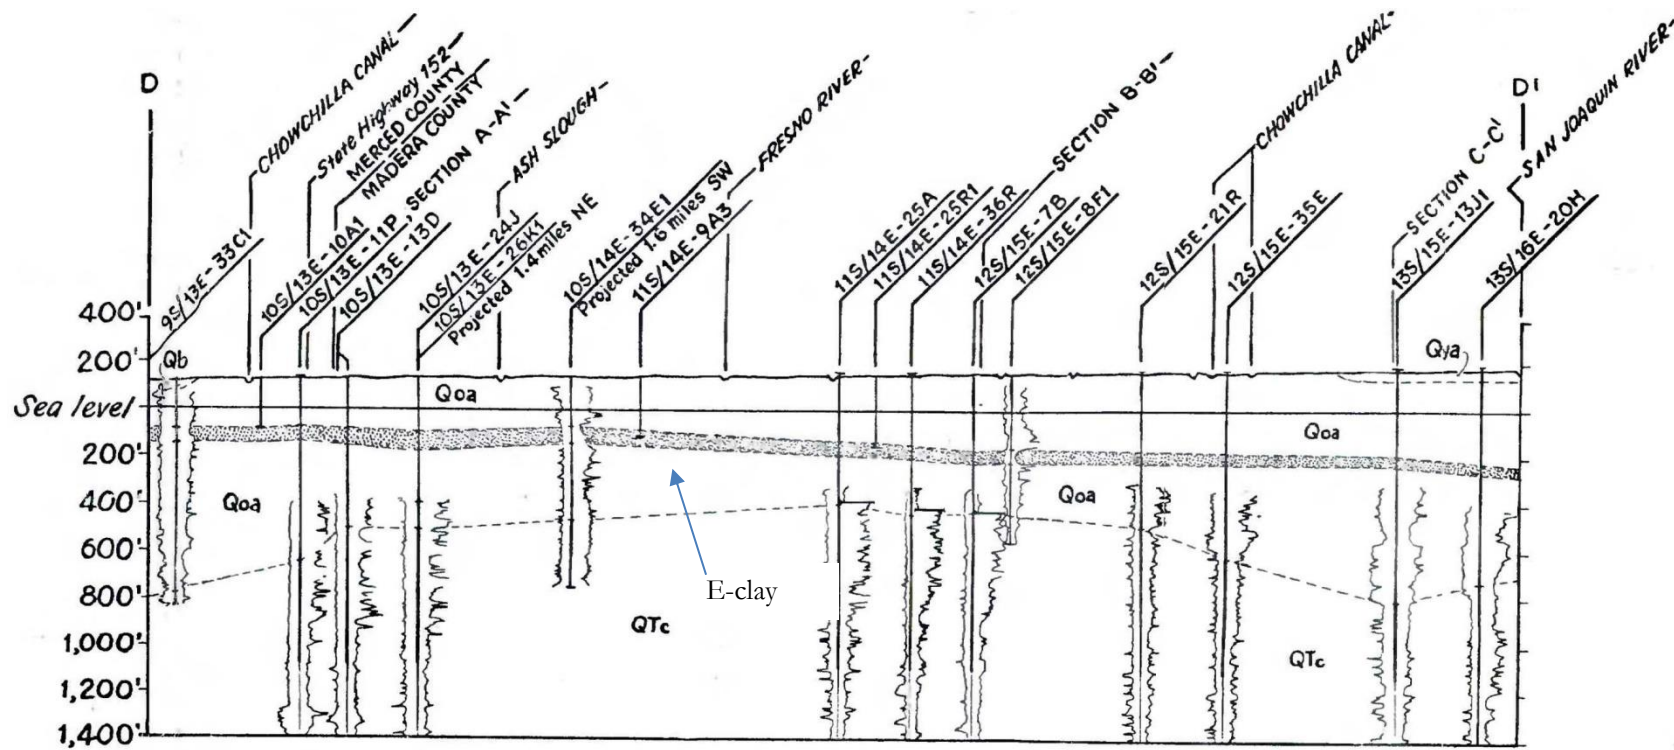 D
CHOWCHILLA CANAL
State Highway 152
MERCED COUNTY
MADERA COUNTY
ASH SLOUGH
FRESNO RIVER
SECTION B-B'
CHOWCHILLA CANAL
D'
SECTION C-C'
SAN JOAQUIN RIVER
9S/13E-33C1
10S/13E-10A1
10S/13E-11P, SECTION A-A'
10S/13E-13D
10S/13E-24J
10S/13E-26K1
Projected 1.4 miles NE
10S/14E-34E1
Projected 1.6 miles SW
11S/14E-9A3
11S/14E-25A
11S/14E-25R1
11S/14E-36R
12S/15E-7B
12S/15E-8F1
12S/15E-21R
12S/15E-35E
13S/15E-13J1
13S/16E-20H
400'
200'
Sea level
200'
400'
600'
800'
1,000'
1,200'
1,400'
Qb
Qoa
Qya
Qoa
Qoa
Qoa
E-clay
QTc
QTc